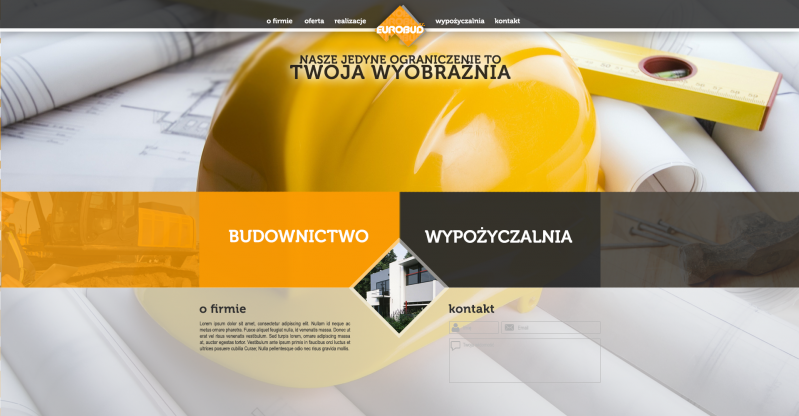 o firmie oferta realizacje EUROBUD wypożyczalnia kontakt
NASZE JEDYNE OGRANICZENIE TO
TWOJA WYOBRAŹNIA
BUDOWNICTWO
WYPOŻYCZALNIA
o firmie
Lorem ipsum dolor sit amet, consectetur adipiscing elit. Nullam id neque ac
metus ornare pharetra. Fusce aliquet feugiat nulla, id venenatis massa. Donec ut
erat vel risus venenatis vestibulum. Sed turpis lorem, ornare adipiscing massa
at, auctor egestas tortor. Vestibulum ante ipsum primis in faucibus orci luctus et
ultrices posuere cubilia Curae; Nulla pellentesque odio nec risus gravida mattis.
kontakt
Email